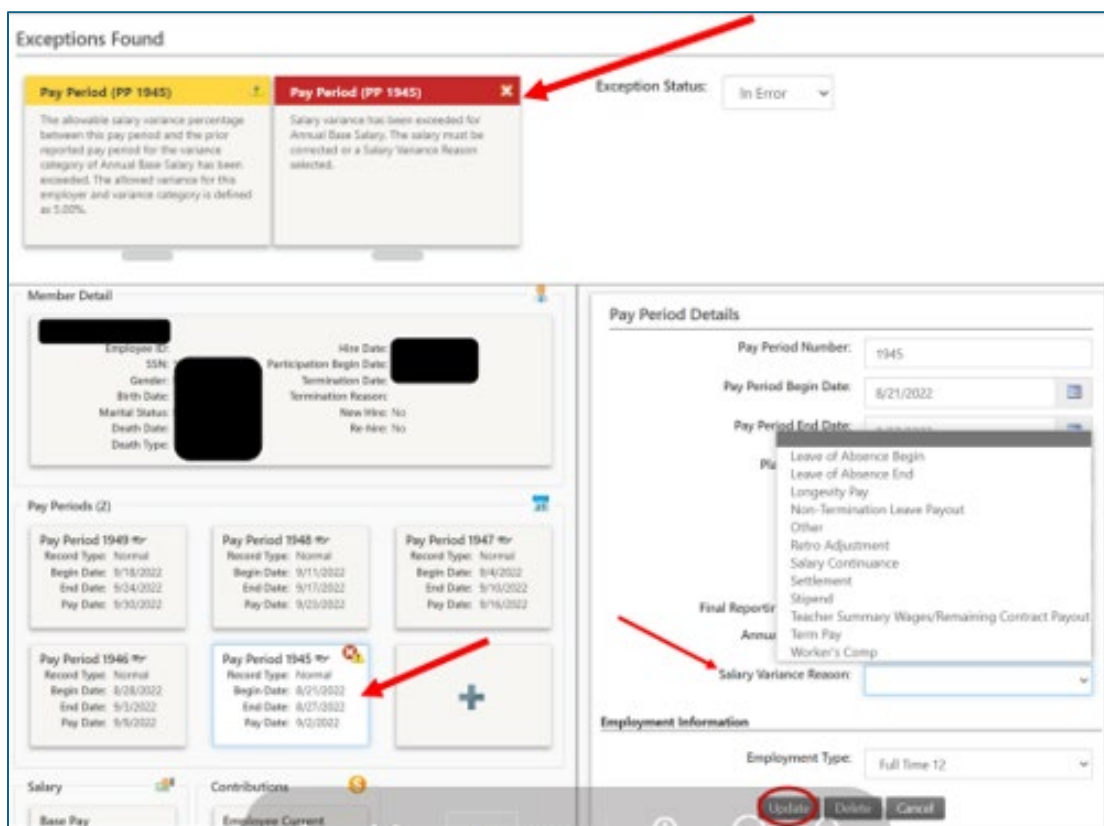 Exceptions Found
Pay Period (PP 1945)
The allowable salary variance percentage
between this pay period and the prior
reported pay period for the variance
category of Annual Base Salary has been
exceeded. The allowed variance for this
employer and variance category is defined
as 5.00%.
Pay Period (PP 1945)
Salary variance has been exceeded for
Annual Base Salary. The salary must be
corrected or a Salary Variance Reason
selected.
Exception Status: In Error
Member Detail
Employee ID:
SSN:
Gender:
Birth Date:
Marital Status:
Death Date:
Death Type:
Hire Date:
Participation Begin Date:
Termination Date:
Termination Reason:
New Hire: No
Re-hire: No
Pay Periods (2)
Pay Period 1949
Record Type: Normal
Begin Date: 9/18/2022
End Date: 9/24/2022
Pay Date: 9/30/2022
Pay Period 1948
Record Type: Normal
Begin Date: 9/11/2022
End Date: 9/17/2022
Pay Date: 9/23/2022
Pay Period 1947
Record Type: Normal
Begin Date: 9/4/2022
End Date: 9/10/2022
Pay Date: 9/16/2022
Pay Period 1946
Record Type: Normal
Begin Date: 8/28/2022
End Date: 9/3/2022
Pay Date: 9/9/2022
Pay Period 1945
Record Type: Normal
Begin Date: 8/21/2022
End Date: 8/27/2022
Pay Date: 9/2/2022
Salary
Base Pay
Contributions
Employee Current
Pay Period Details
Pay Period Number: 1945
Pay Period Begin Date: 8/21/2022
Pay Period End Date:
Leave of Absence Begin
Leave of Absence End
Longevity Pay
Non-Termination Leave Payout
Other
Retro Adjustment
Salary Continuance
Settlement
Stipend
Teacher Summary Wages/Remaining Contract Payout
Term Pay
Worker's Comp
Final Reportin
Annua
Salary Variance Reason:
Employment Information
Employment Type: Full Time 12
Update Delete Cancel